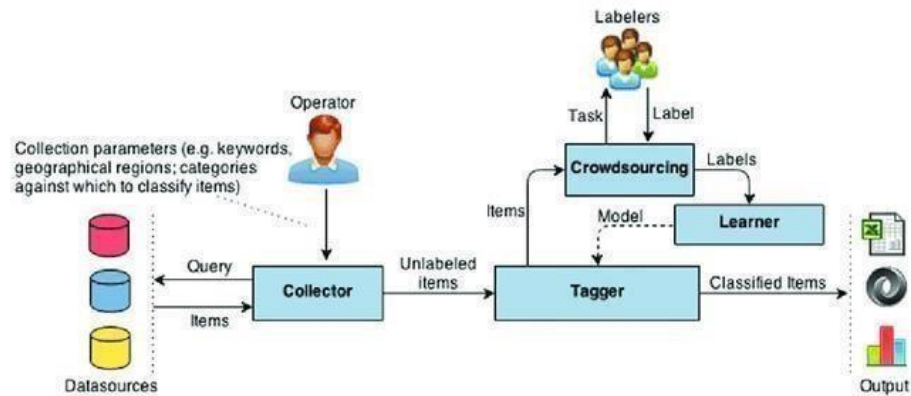 Labelers
Operator
Task
Label
Collection parameters (e.g. keywords,
geographical regions; categories
against which to classify items)
Crowdsourcing
Labels
Items
Model
Learner
Query
Collector
Unlabeled
items
Tagger
Classified Items
Items
Datasources
Output